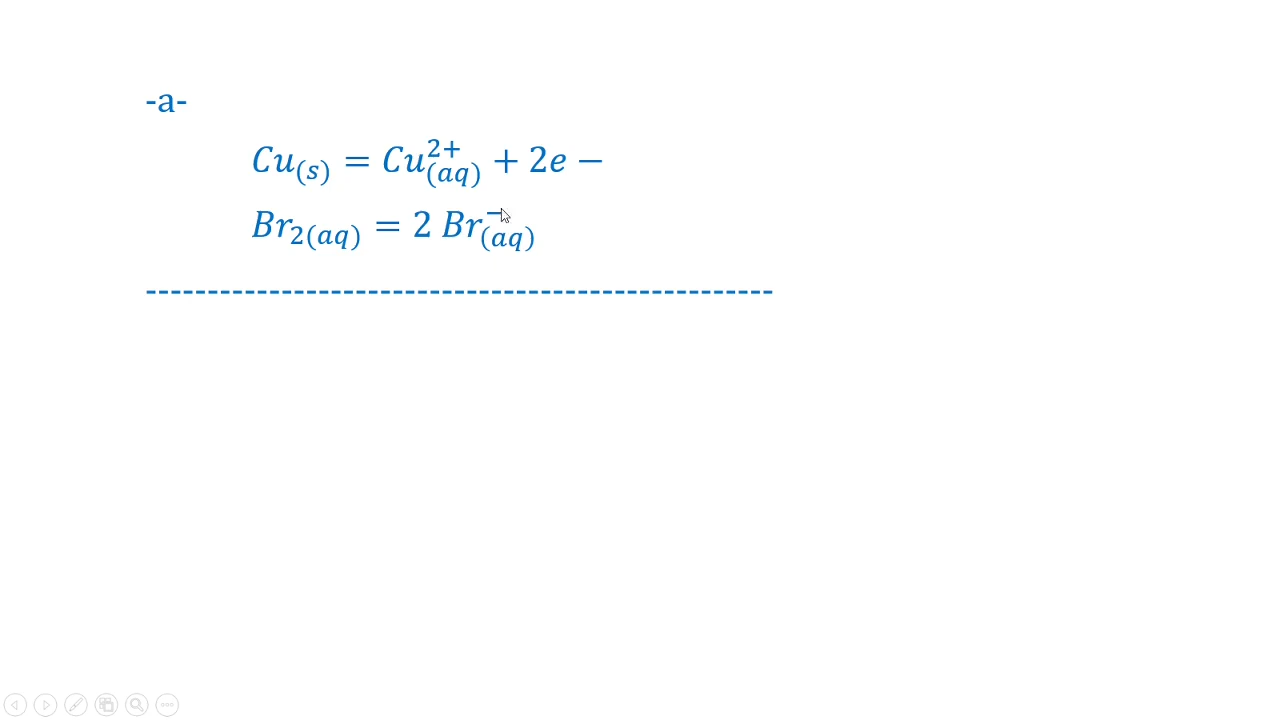 -a-
Cu(s) = Cu²⁺(aq) + 2e −
Br₂(aq) = 2 Br⁻(aq)
---------------------------------------------------